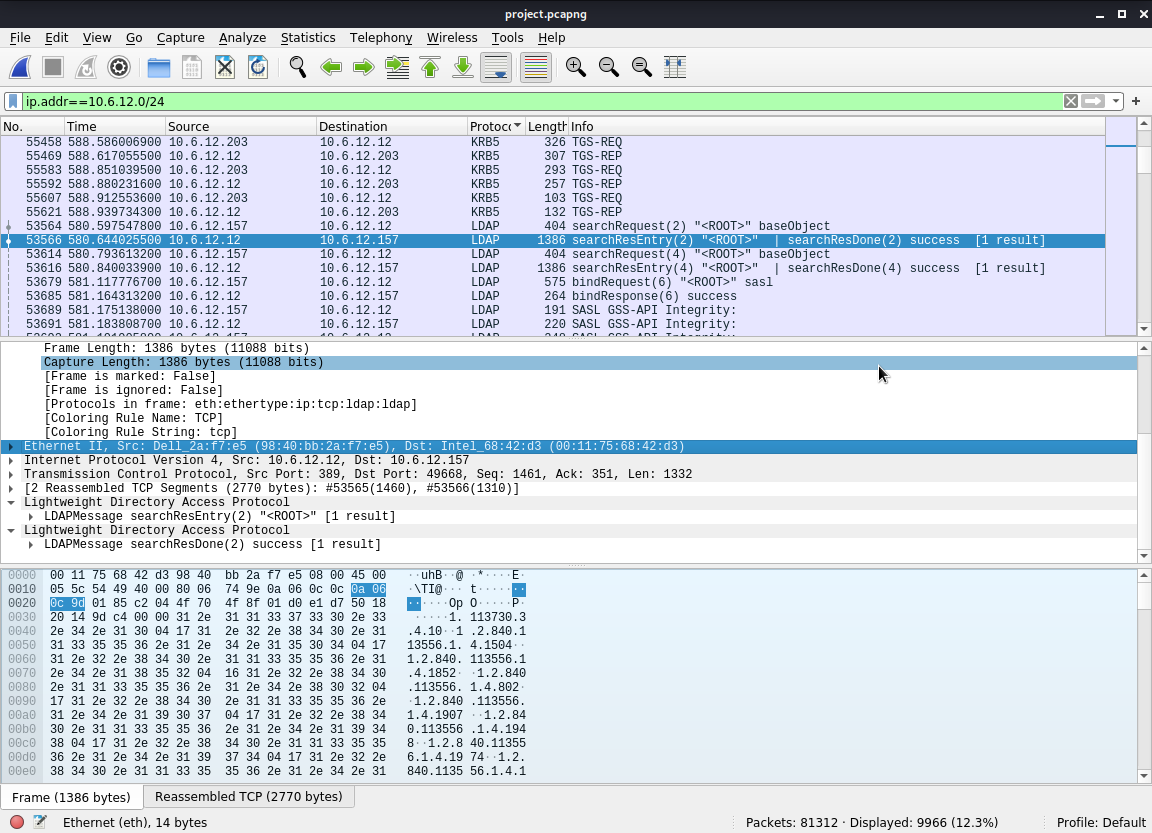 project.pcapng
File Edit View Go Capture Analyze Statistics Telephony Wireless Tools Help
ip.addr==10.6.12.0/24
No. Time Source Destination Protoc Length Info
55458 588.586006900 10.6.12.203 10.6.12.12 KRB5 326 TGS-REQ
55469 588.617055500 10.6.12.12 10.6.12.203 KRB5 307 TGS-REP
55583 588.851039500 10.6.12.203 10.6.12.12 KRB5 293 TGS-REQ
55592 588.880231600 10.6.12.12 10.6.12.203 KRB5 257 TGS-REP
55607 588.912553600 10.6.12.203 10.6.12.12 KRB5 103 TGS-REQ
55621 588.939734300 10.6.12.12 10.6.12.203 KRB5 132 TGS-REP
53564 580.597547800 10.6.12.157 10.6.12.12 LDAP 404 searchRequest(2) "<ROOT>" baseObject
53566 580.644025500 10.6.12.12 10.6.12.157 LDAP 1386 searchResEntry(2) "<ROOT>" | searchResDone(2) success [1 result]
53614 580.793613200 10.6.12.157 10.6.12.12 LDAP 404 searchRequest(4) "<ROOT>" baseObject
53616 580.840033900 10.6.12.12 10.6.12.157 LDAP 1386 searchResEntry(4) "<ROOT>" | searchResDone(4) success [1 result]
53679 581.117776700 10.6.12.157 10.6.12.12 LDAP 575 bindRequest(6) "<ROOT>" sasl
53685 581.164313200 10.6.12.12 10.6.12.157 LDAP 264 bindResponse(6) success
53689 581.175138000 10.6.12.157 10.6.12.12 LDAP 191 SASL GSS-API Integrity:
53691 581.183808700 10.6.12.12 10.6.12.157 LDAP 220 SASL GSS-API Integrity:
Frame Length: 1386 bytes (11088 bits)
Capture Length: 1386 bytes (11088 bits)
[Frame is marked: False]
[Frame is ignored: False]
[Protocols in frame: eth:ethertype:ip:tcp:ldap:ldap]
[Coloring Rule Name: TCP]
[Coloring Rule String: tcp]
Ethernet II, Src: Dell_2a:f7:e5 (98:40:bb:2a:f7:e5), Dst: Intel_68:42:d3 (00:11:75:68:42:d3)
Internet Protocol Version 4, Src: 10.6.12.12, Dst: 10.6.12.157
Transmission Control Protocol, Src Port: 389, Dst Port: 49668, Seq: 1461, Ack: 351, Len: 1332
[2 Reassembled TCP Segments (2770 bytes): #53565(1460), #53566(1310)]
Lightweight Directory Access Protocol
LDAPMessage searchResEntry(2) "<ROOT>" [1 result]
Lightweight Directory Access Protocol
LDAPMessage searchResDone(2) success [1 result]
0000 00 11 75 68 42 d3 98 40 bb 2a f7 e5 08 00 45 00 ··uhB··@ ·*····E·
0010 05 5c 54 49 40 00 80 06 74 9e 0a 06 0c 0c 0a 06 ·\TI@··· t·······
0020 0c 9d 01 85 c2 04 4f 70 4f 8f 01 d0 e1 d7 50 18 ······Op O·····P·
0030 20 14 9d c4 00 00 31 2e 31 31 33 37 33 30 2e 33 ·····1. 113730.3
0040 2e 34 2e 31 30 04 17 31 2e 32 2e 38 34 30 2e 31 .4.10··1 .2.840.1
0050 31 33 35 35 36 2e 31 2e 34 2e 31 35 30 34 04 17 13556.1. 4.1504··
0060 31 2e 32 2e 38 34 30 2e 31 31 33 35 35 36 2e 31 1.2.840. 113556.1
0070 2e 34 2e 31 38 35 32 04 16 31 2e 32 2e 38 34 30 .4.1852· ·1.2.840
0080 2e 31 31 33 35 35 36 2e 31 2e 34 2e 38 30 32 04 .113556. 1.4.802·
0090 17 31 2e 32 2e 38 34 30 2e 31 31 33 35 35 36 2e ·1.2.840 .113556.
00a0 31 2e 34 2e 31 39 30 37 04 17 31 2e 32 2e 38 34 1.4.1907 ··1.2.84
00b0 30 2e 31 31 33 35 35 36 2e 31 2e 34 2e 31 39 34 0.113556 .1.4.194
00c0 38 04 17 31 2e 32 2e 38 34 30 2e 31 31 33 35 35 8··1.2.8 40.11355
00d0 36 2e 31 2e 34 2e 31 39 37 34 04 17 31 2e 32 2e 6.1.4.19 74··1.2.
00e0 38 34 30 2e 31 31 33 35 35 36 2e 31 2e 34 2e 31 840.1135 56.1.4.1
Frame (1386 bytes) Reassembled TCP (2770 bytes)
Ethernet (eth), 14 bytes Packets: 81312 · Displayed: 9966 (12.3%) Profile: Default